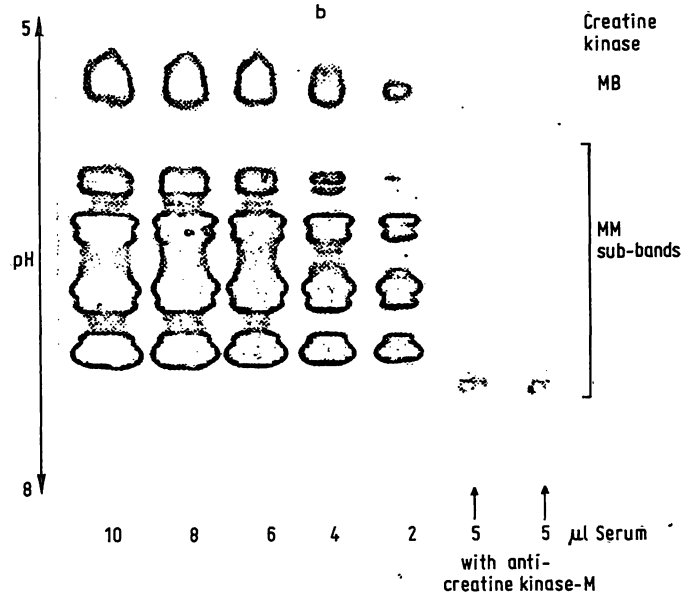 b
5
Creatine
kinase
MB
MM
sub-bands
pH
8
10 8 6 4 2 5 5 µl Serum
with anti-
creatine kinase-M